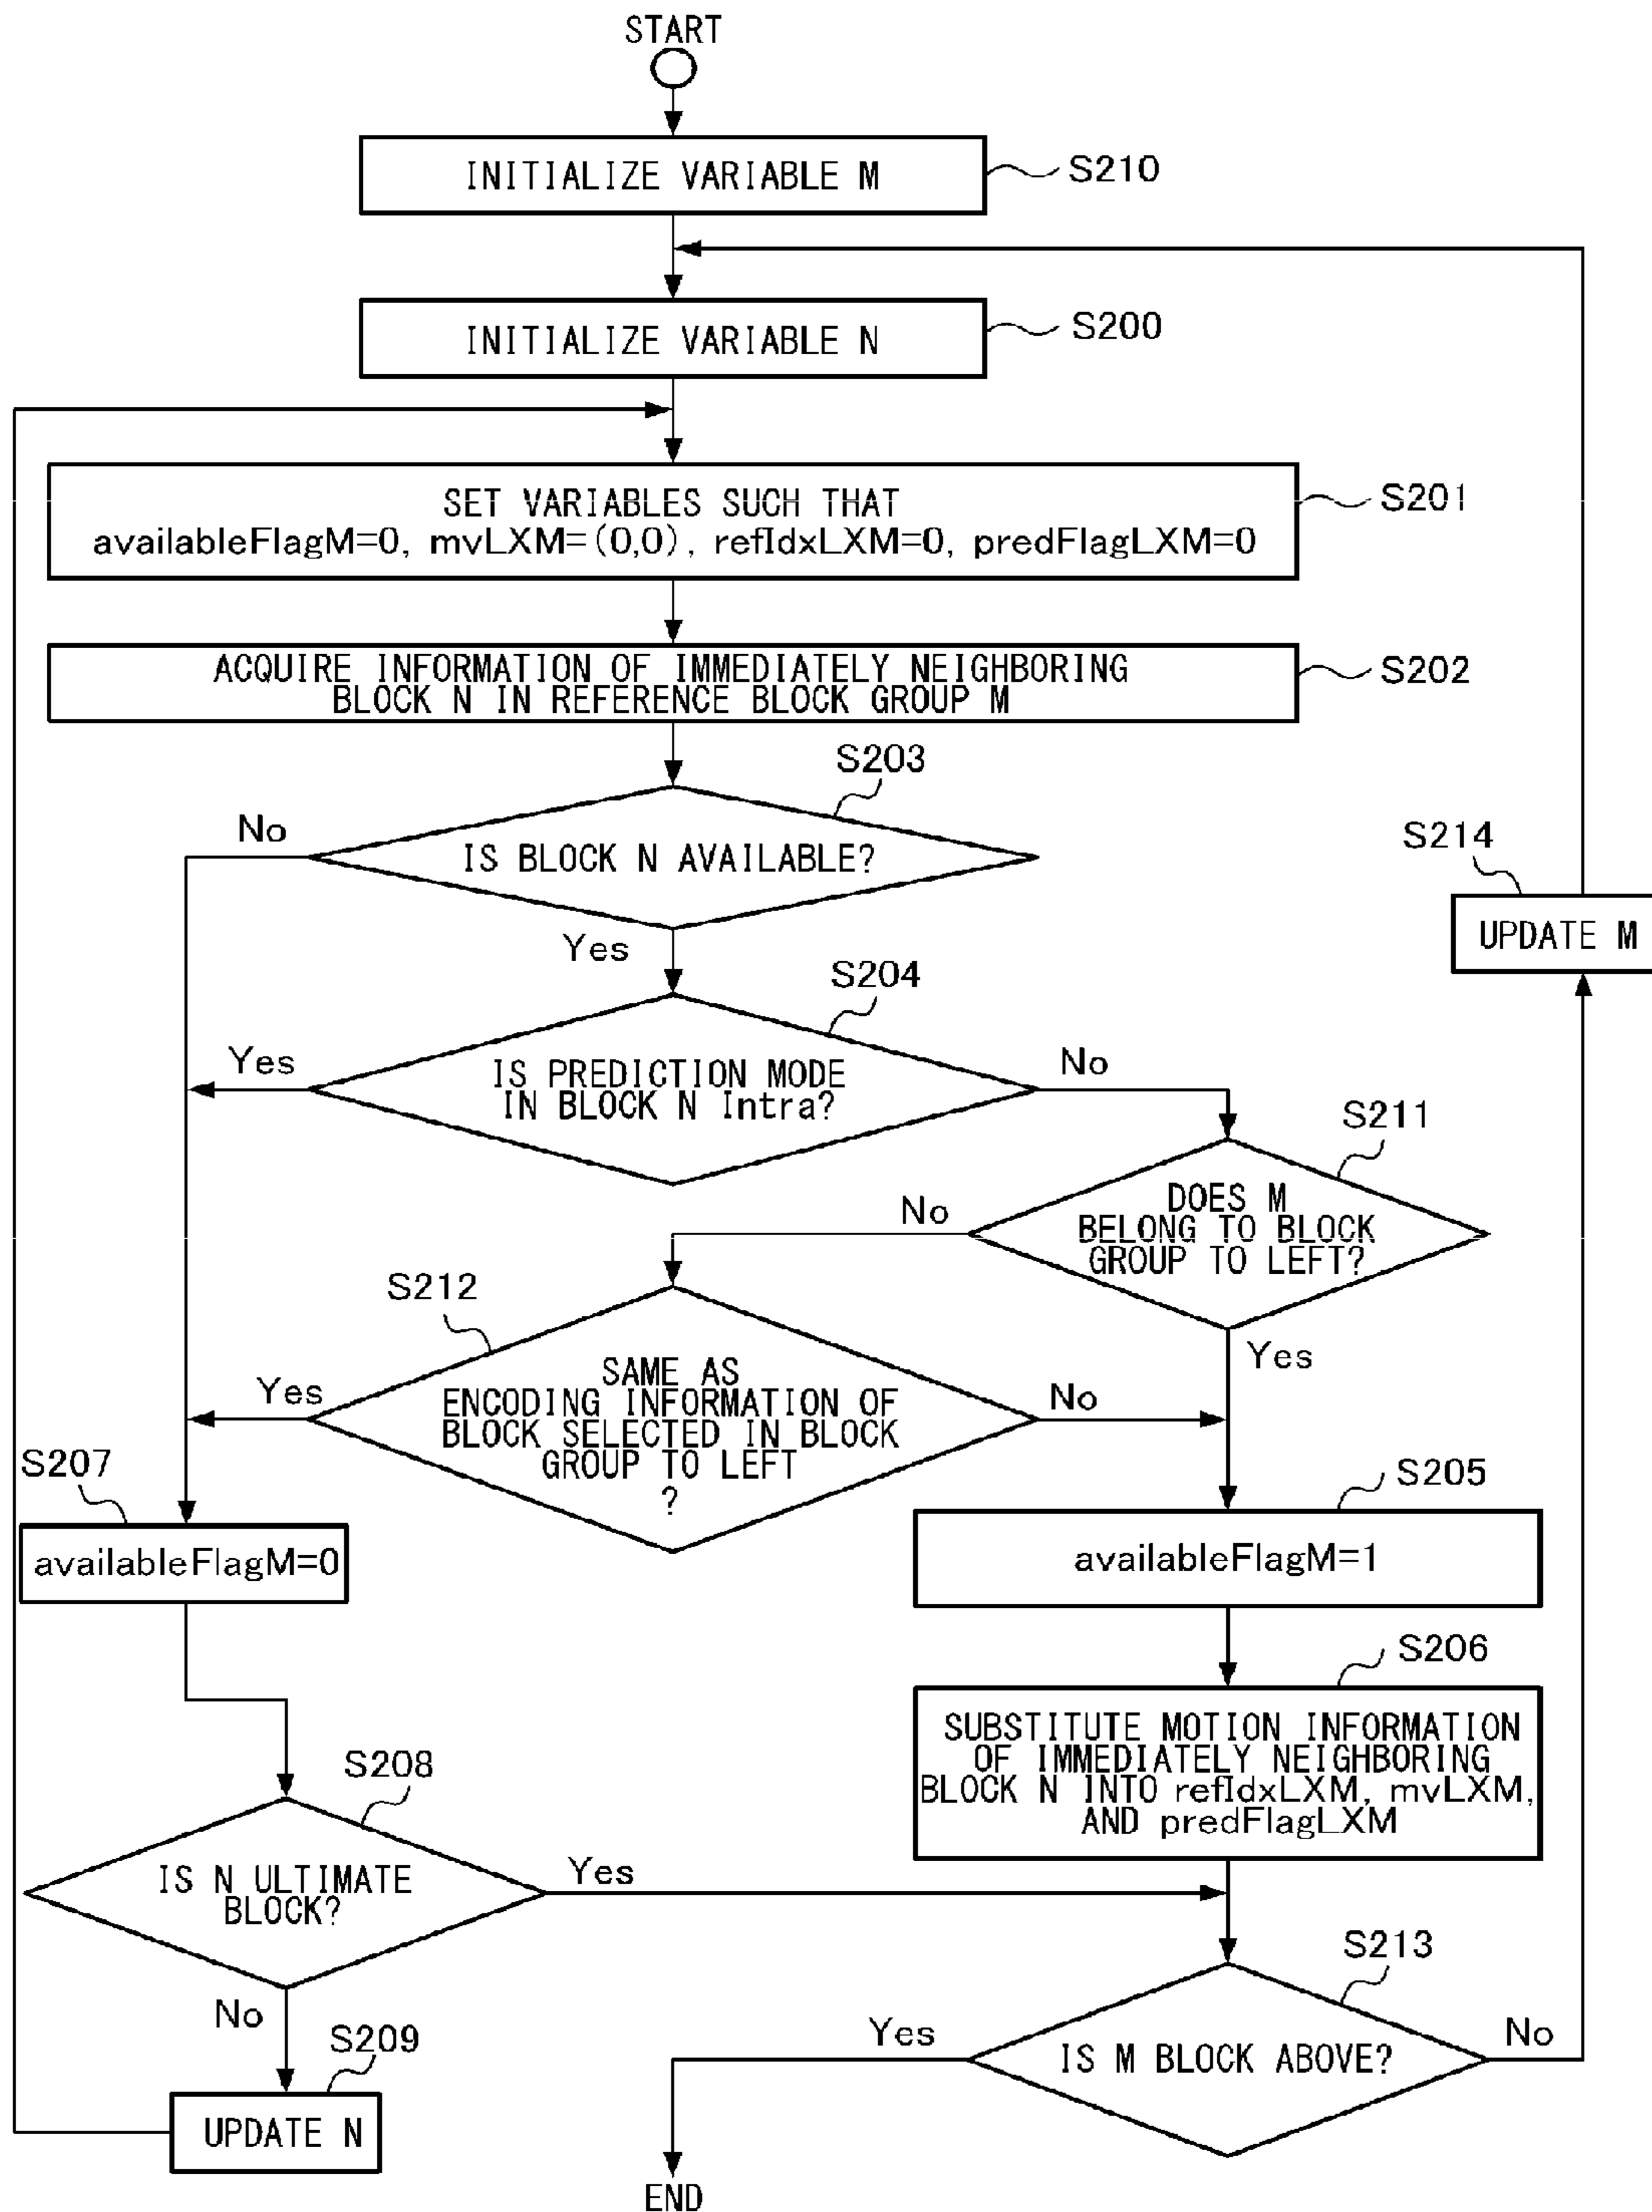 START
INITIALIZE VARIABLE M
S210
INITIALIZE VARIABLE N
S200
SET VARIABLES SUCH THAT
availableFlagM=0, mvLXM=(0,0), refIdxLXM=0, predFlagLXM=0
S201
ACQUIRE INFORMATION OF IMMEDIATELY NEIGHBORING
BLOCK N IN REFERENCE BLOCK GROUP M
S202
S203
No
IS BLOCK N AVAILABLE?
Yes
S214
UPDATE M
S204
Yes
IS PREDICTION MODE
IN BLOCK N Intra?
No
S211
DOES M
BELONG TO BLOCK
GROUP TO LEFT?
No
Yes
S212
SAME AS
ENCODING INFORMATION OF
BLOCK SELECTED IN BLOCK
GROUP TO LEFT
?
Yes
No
S207
availableFlagM=0
S205
availableFlagM=1
S206
SUBSTITUTE MOTION INFORMATION
OF IMMEDIATELY NEIGHBORING
BLOCK N INTO refIdxLXM, mvLXM,
AND predFlagLXM
S208
IS N ULTIMATE
BLOCK?
Yes
No
S213
IS M BLOCK ABOVE?
Yes
No
S209
UPDATE N
END